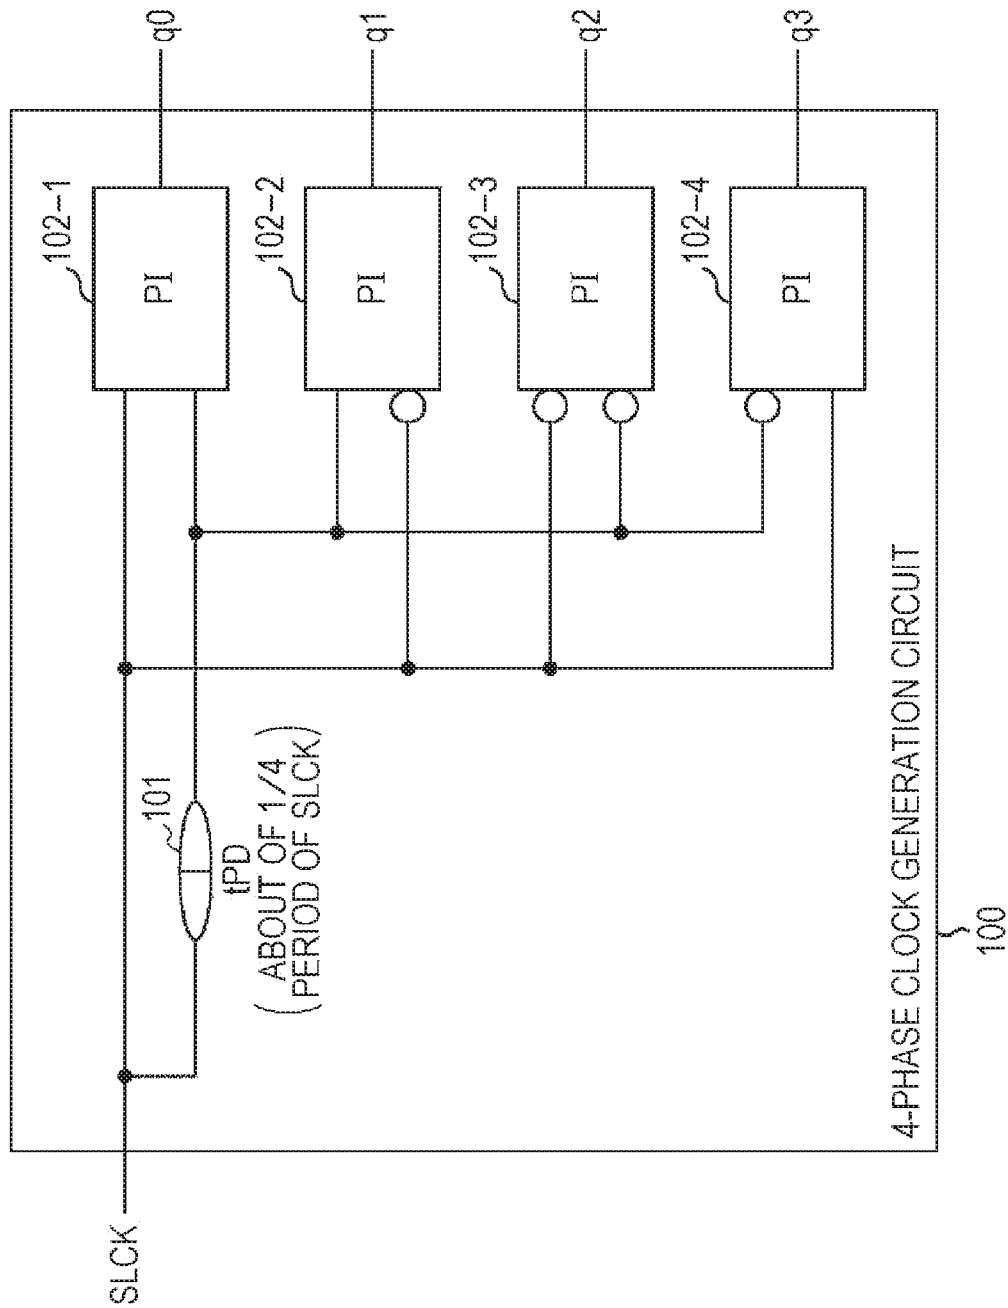 SLCK
101
tPD
(ABOUT OF 1/4
PERIOD OF SLCK)
102-1
PI
q0
102-2
PI
q1
102-3
PI
q2
102-4
PI
q3
4-PHASE CLOCK GENERATION CIRCUIT
100